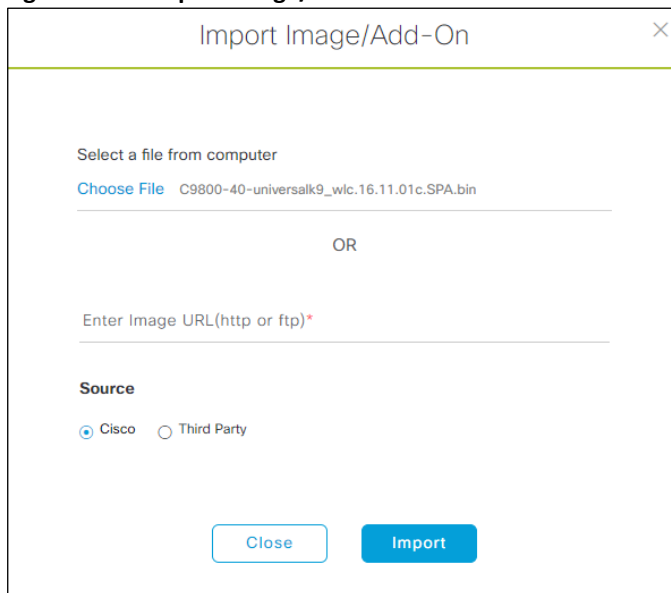 Import Image/Add-On
Select a file from computer
Choose File C9800-40-universalk9_wlc.16.11.01c.SPA.bin
OR
Enter Image URL(http or ftp)*
Source
Cisco Third Party
Close Import